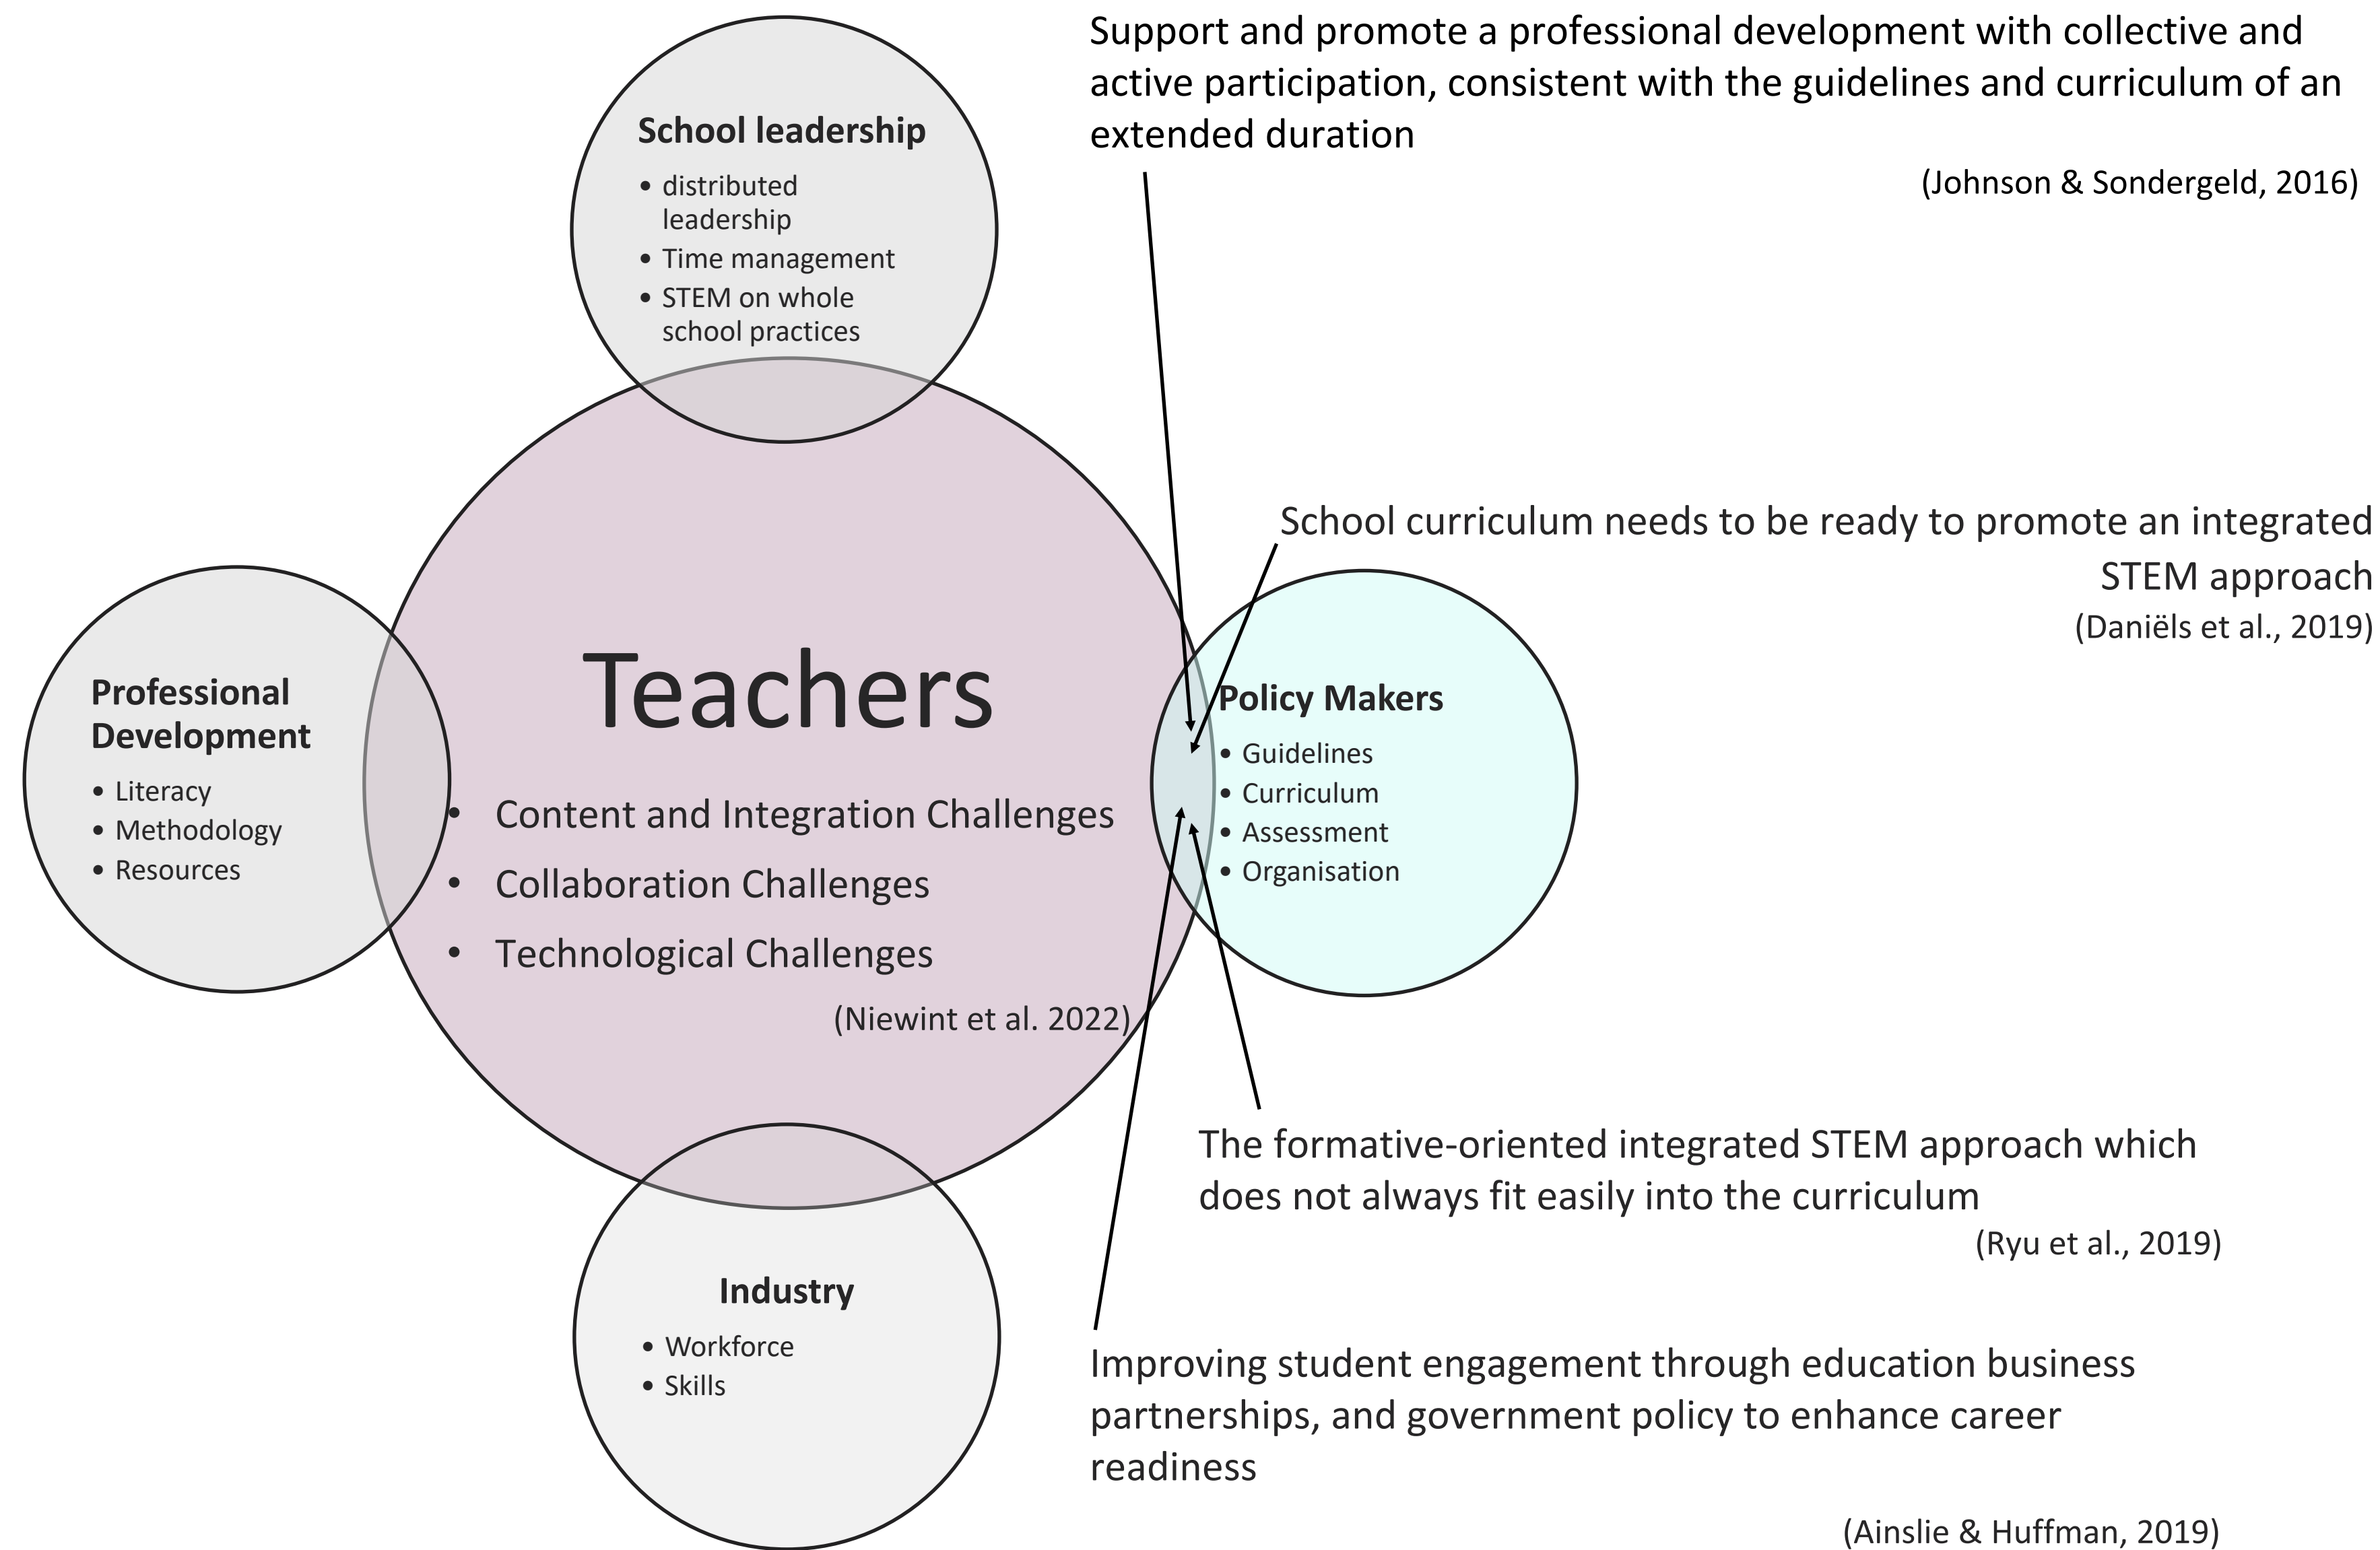 Support and promote a professional development with collective and
active participation, consistent with the guidelines and curriculum of an
extended duration
(Johnson & Sondergeld, 2016)
School leadership
• distributed
leadership
• Time management
• STEM on whole
school practices
School curriculum needs to be ready to promote an integrated
STEM approach
(Daniëls et al., 2019)
Professional
Development
• Literacy
• Methodology
• Resources
Teachers
• Content and Integration Challenges
• Collaboration Challenges
• Technological Challenges
(Niewint et al. 2022)
Policy Makers
• Guidelines
• Curriculum
• Assessment
• Organisation
The formative-oriented integrated STEM approach which
does not always fit easily into the curriculum
(Ryu et al., 2019)
Industry
• Workforce
• Skills
Improving student engagement through education business
partnerships, and government policy to enhance career
readiness
(Ainslie & Huffman, 2019)